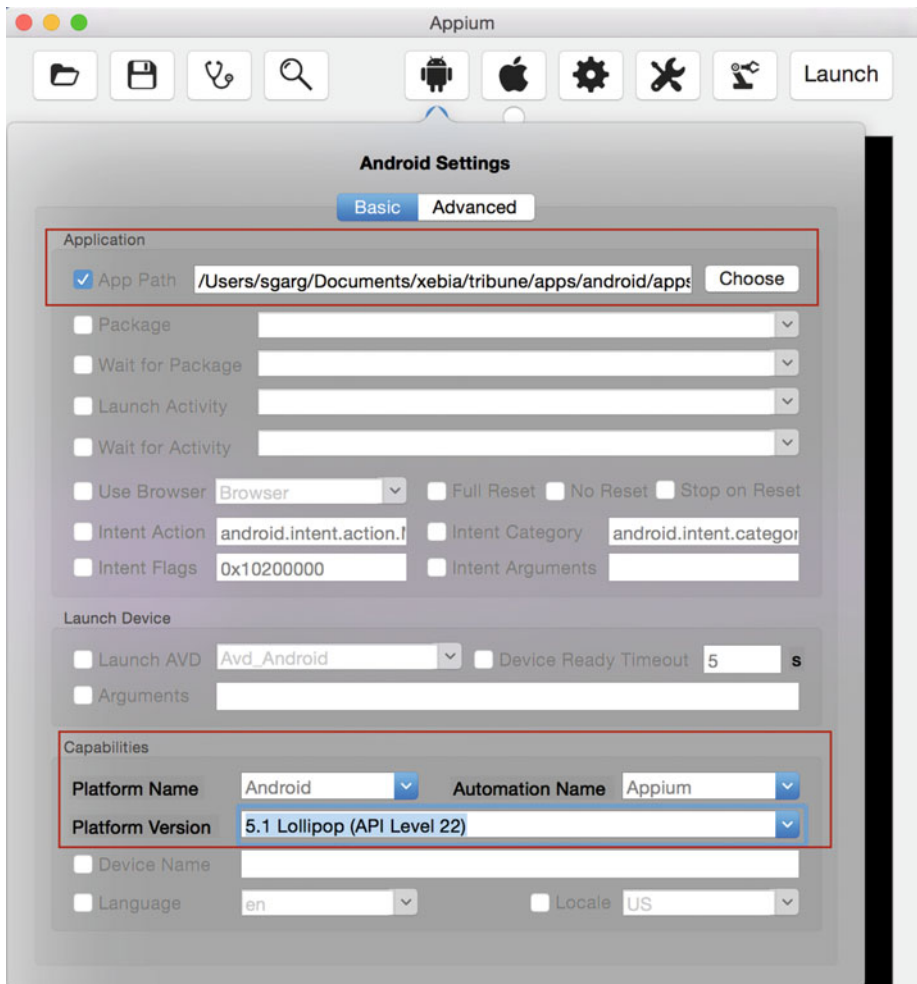 Appium
Launch
Android Settings
Basic Advanced
Application
App Path /Users/sgarg/Documents/xebia/tribune/apps/android/apps Choose
Package
Wait for Package
Launch Activity
Wait for Activity
Use Browser Browser Full Reset No Reset Stop on Reset
Intent Action android.intent.action. Intent Category android.intent.categor
Intent Flags 0x10200000 Intent Arguments
Launch Device
Launch AVD Avd_Android Device Ready Timeout 5 s
Arguments
Capabilities
Platform Name Android Automation Name Appium
Platform Version 5.1 Lollipop (API Level 22)
Device Name
Language en Locale US